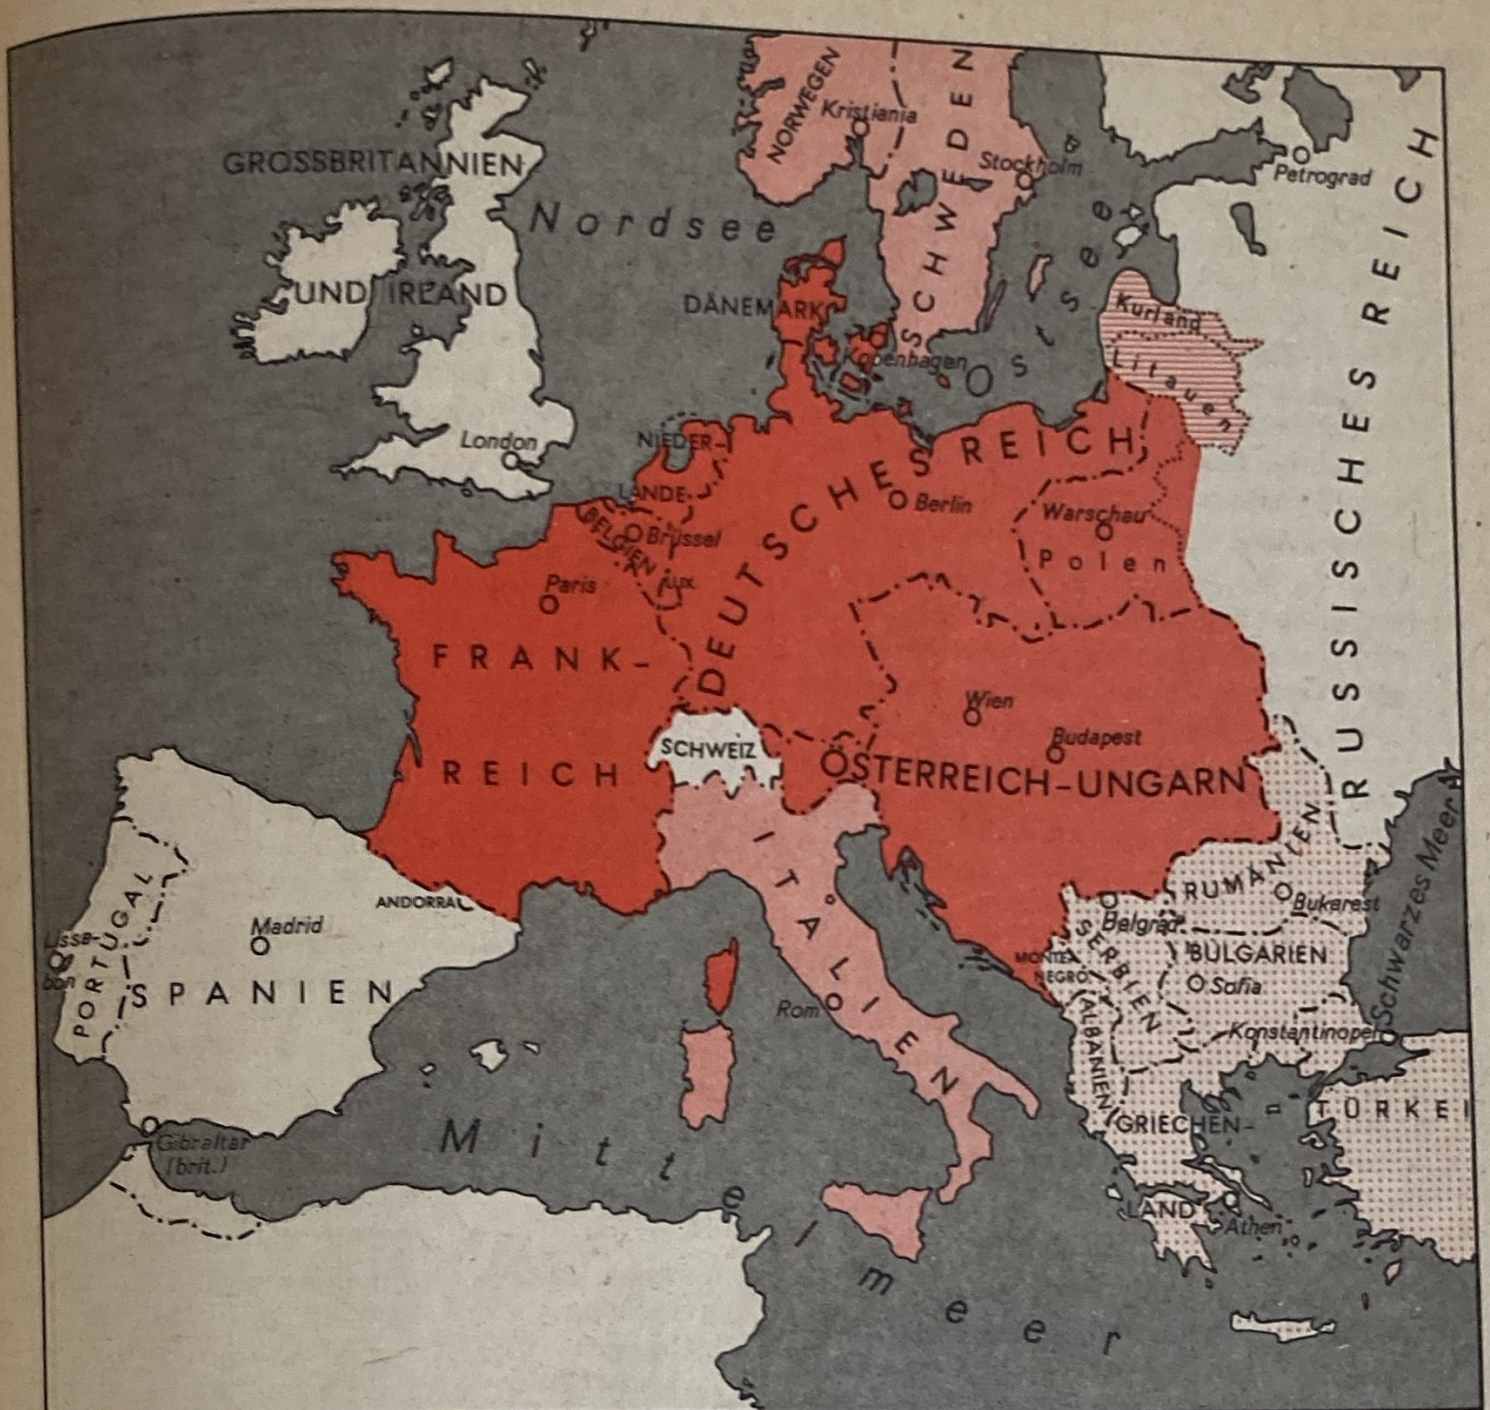 NORWEGEN
Kristiania
SCHWEDEN
Stockholm
Petrograd
GROSSBRITANNIEN
UND IRLAND
London
Nordsee
Ostsee
DÄNEMARK
Kopenhagen
Kurland
Litauen
RUSSISCHES REICH
NIEDER-
LANDE
BELGIEN
Brüssel
LUX.
DEUTSCHES REICH
Berlin
Warschau
Polen
Paris
FRANK-
REICH
SCHWEIZ
Wien
Budapest
ÖSTERREICH-UNGARN
ITALIEN
Rom
ANDORRA
PORTUGAL
Lissa-
bon
Madrid
SPANIEN
Gibraltar
(brit.)
RUMÄNIEN
Bukarest
Belgrad
SERBIEN
MONTE-
NEGRO
BULGARIEN
Sofia
ALBANIEN
Konstantinopel
Schwarzes Meer
TÜRKEI
GRIECHEN-
LAND
Athen
Mittelmeer